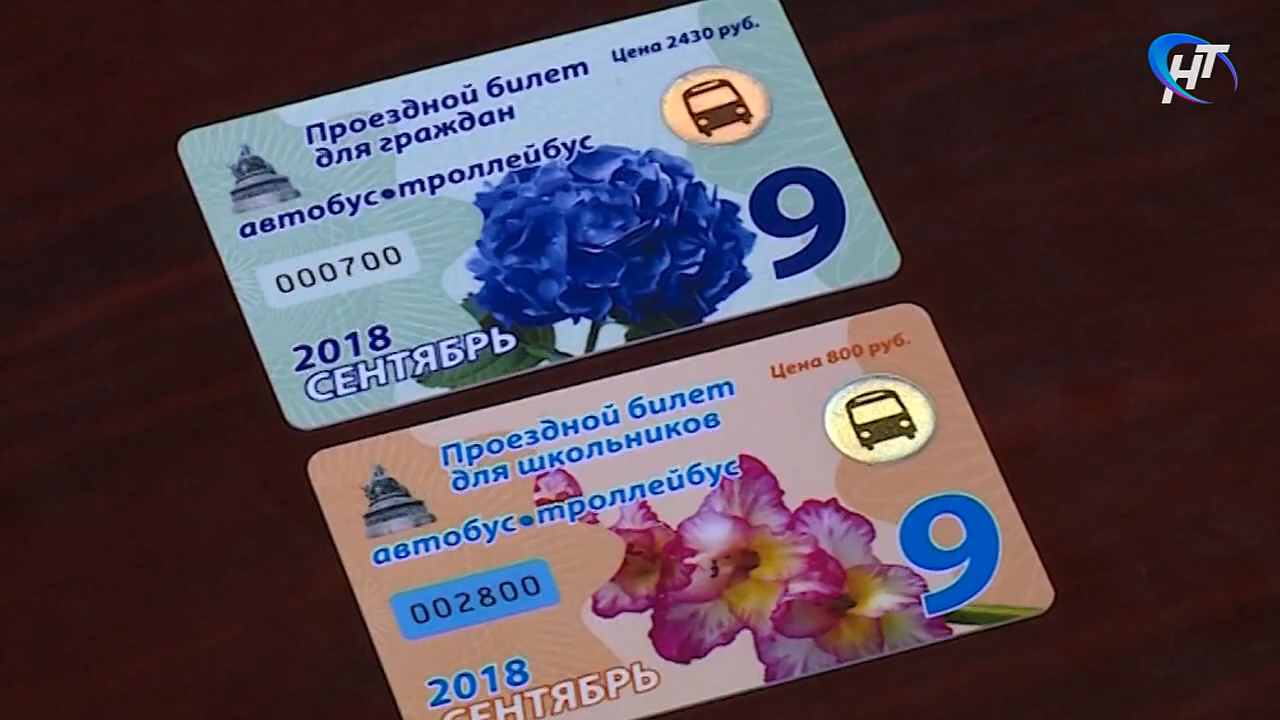 НТ
Цена 2430 руб.
Проездной билет
для граждан
автобус•троллейбус
9
000700
2018
СЕНТЯБРЬ
Цена 800 руб.
Проездной билет
для школьников
автобус•троллейбус
9
002800
2018
СЕНТЯБРЬ